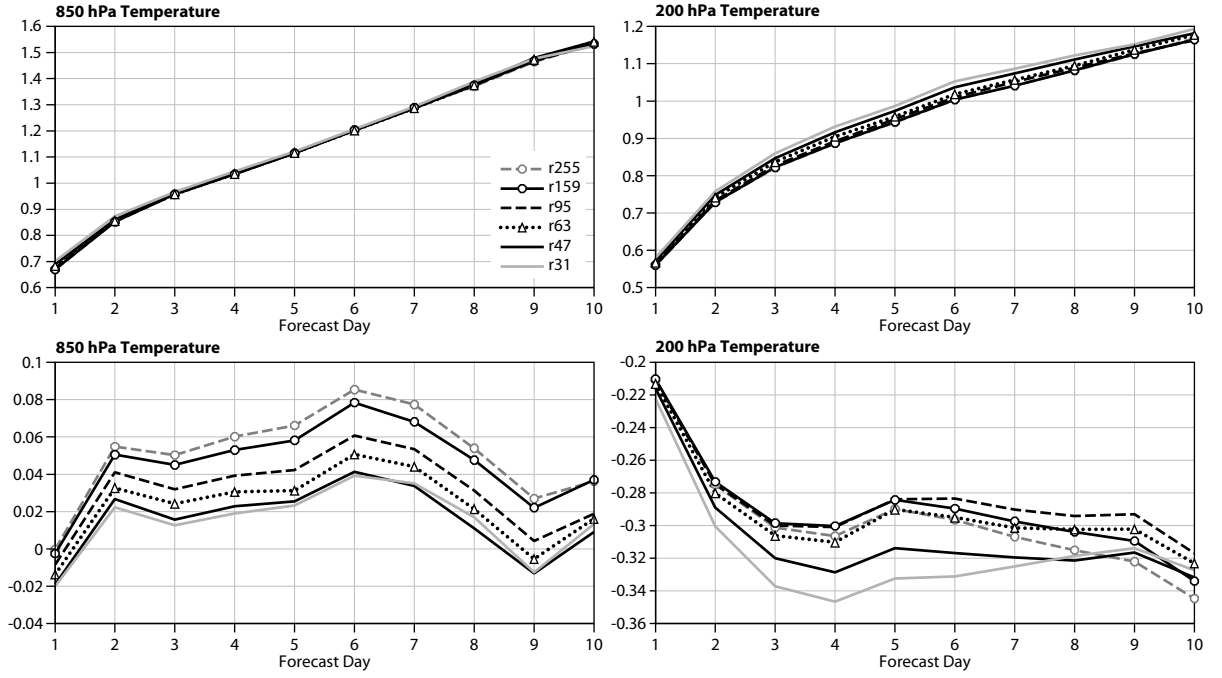 850 hPa Temperature
1.6
1.5
1.4
1.3
1.2
1.1
1
0.9
0.8
0.7
0.6
1 2 3 4 5 6 7 8 9 10
Forecast Day
r255
r159
r95
r63
r47
r31
200 hPa Temperature
1.2
1.1
1
0.9
0.8
0.7
0.6
0.5
1 2 3 4 5 6 7 8 9 10
Forecast Day
850 hPa Temperature
0.1
0.08
0.06
0.04
0.02
0
-0.02
-0.04
1 2 3 4 5 6 7 8 9 10
Forecast Day
200 hPa Temperature
-0.2
-0.22
-0.24
-0.26
-0.28
-0.3
-0.32
-0.34
-0.36
1 2 3 4 5 6 7 8 9 10
Forecast Day